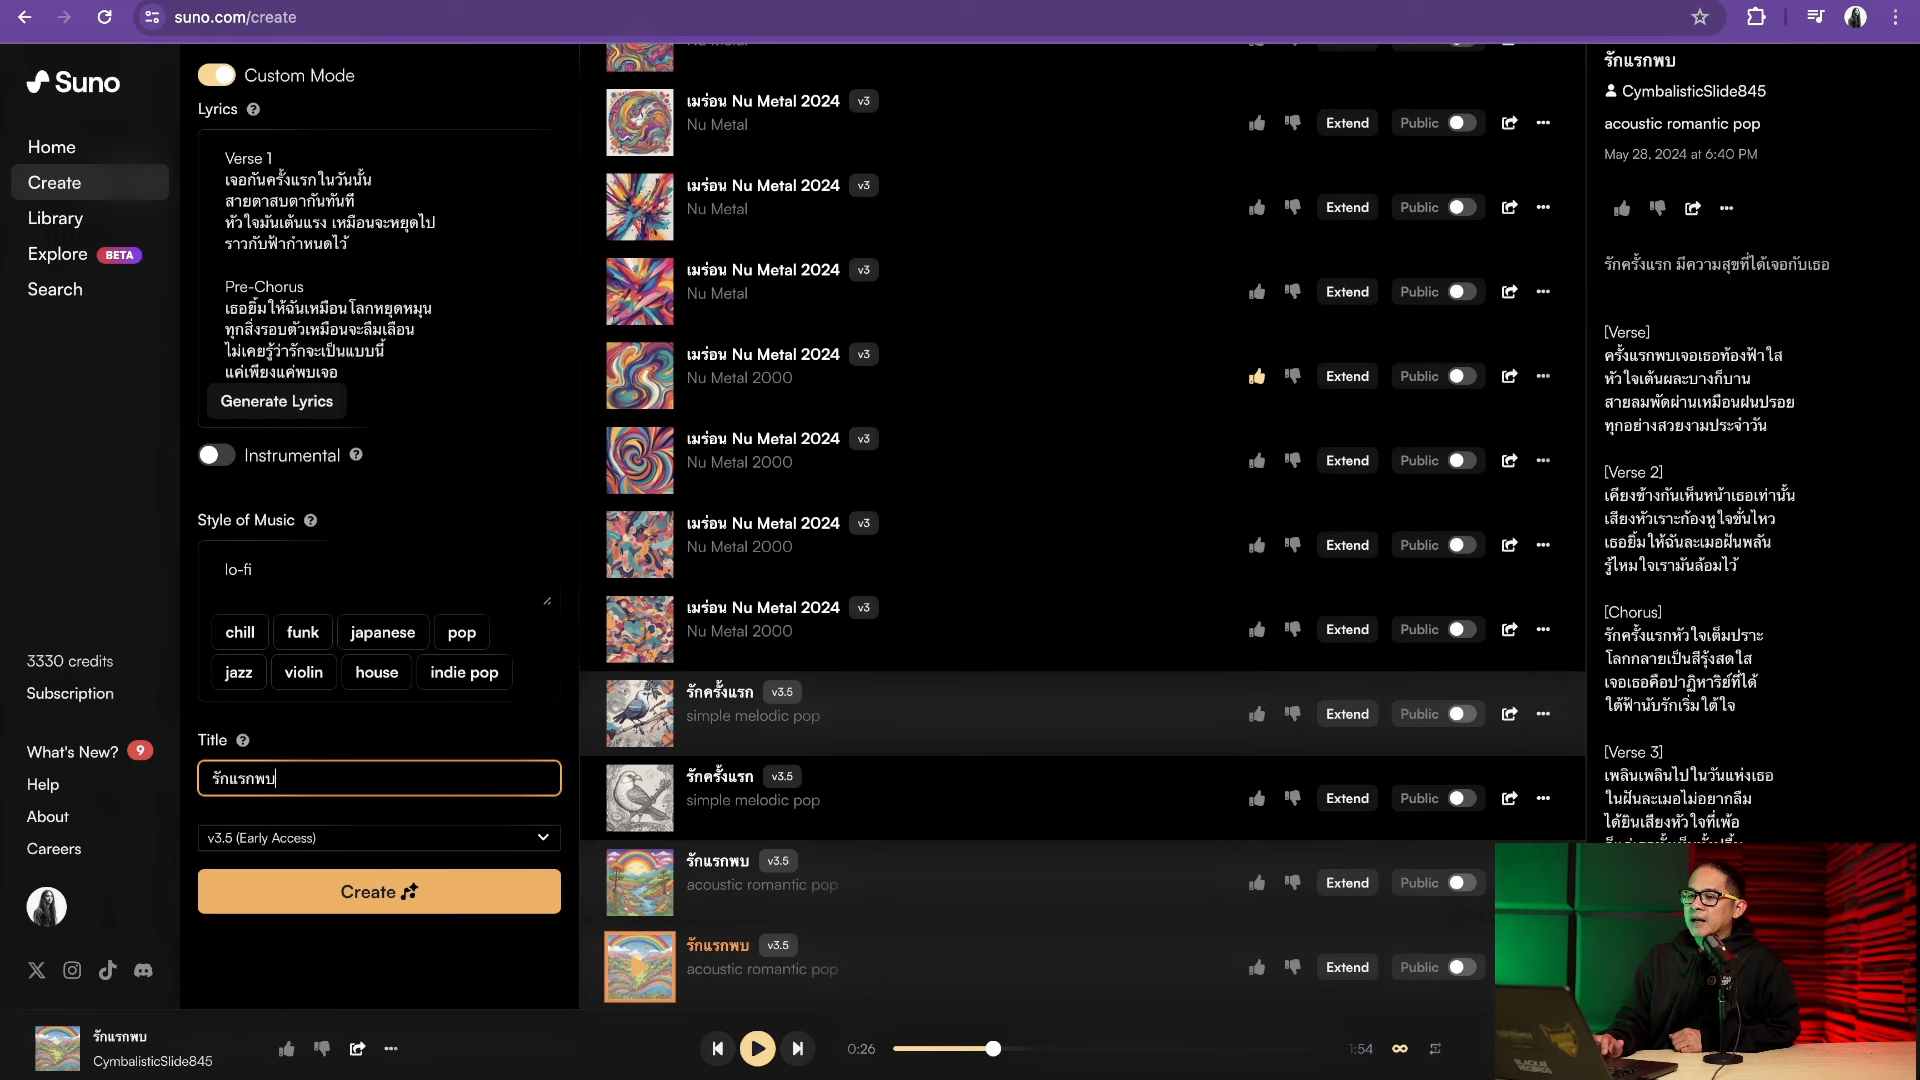 suno.com/create
Suno
Home
Create
Library
Explore BETA
Search
3330 credits
Subscription
What's New? 9
Help
About
Careers
Custom Mode
Lyrics
Verse 1
เจอกันครั้งแรกในวันนั้น
สายตาสบตากันทันที
หัวใจมันเต้นแรง เหมือนจะหยุดไป
ราวกับฟ้ากำหนดไว้
Pre-Chorus
เธอยิ้มให้ฉันเหมือนโลกหยุดหมุน
ทุกสิ่งรอบตัวเหมือนจะลืมเลือน
ไม่เคยรู้ว่ารักจะเป็นแบบนี้
แค่เพียงแค่พบเจอ
Generate Lyrics
Instrumental
Style of Music
lo-fi
chill funk japanese pop
jazz violin house indie pop
Title
รักแรกพบ
v3.5 (Early Access)
Create
Nu Metal
เมร่อน Nu Metal 2024 v3
Nu Metal
Extend Public
เมร่อน Nu Metal 2024 v3
Nu Metal
Extend Public
เมร่อน Nu Metal 2024 v3
Nu Metal
Extend Public
เมร่อน Nu Metal 2024 v3
Nu Metal 2000
Extend Public
เมร่อน Nu Metal 2024 v3
Nu Metal 2000
Extend Public
เมร่อน Nu Metal 2024 v3
Nu Metal 2000
Extend Public
เมร่อน Nu Metal 2024 v3
Nu Metal 2000
Extend Public
รักครั้งแรก v3.5
simple melodic pop
Extend Public
รักครั้งแรก v3.5
simple melodic pop
Extend Public
รักแรกพบ v3.5
acoustic romantic pop
Extend Public
รักแรกพบ v3.5
acoustic romantic pop
Extend Public
รักแรกพบ
CymbalisticSlide845
acoustic romantic pop
May 28, 2024 at 6:40 PM
รักครั้งแรก มีความสุขที่ได้เจอกับเธอ
[Verse]
ครั้งแรกพบเจอเธอท้องฟ้าใส
หัวใจเต้นผละบางก็บาน
สายลมพัดผ่านเหมือนฝนปรอย
ทุกอย่างสวยงามประจำวัน
[Verse 2]
เคียงข้างกันเห็นหน้าเธอเท่านั้น
เสียงหัวเราะก้องหูใจขั่นไหว
เธอยิ้มให้ฉันละเมอฝันพลัน
รู้ไหมใจเรามันล้อมไว้
[Chorus]
รักครั้งแรกหัวใจเต็มปราะ
โลกกลายเป็นสีรุ้งสดใส
เจอเธอคือปาฏิหาริย์ที่ได้
ใต้ฟ้านับรักเริ่มใต้ใจ
[Verse 3]
เพลินเพลินไปในวันแห่งเธอ
ในฝันละเมอไม่อยากลืม
ได้ยินเสียงหัวใจที่เพ้อ
รักแรกพบ
CymbalisticSlide845
0:26
1:54